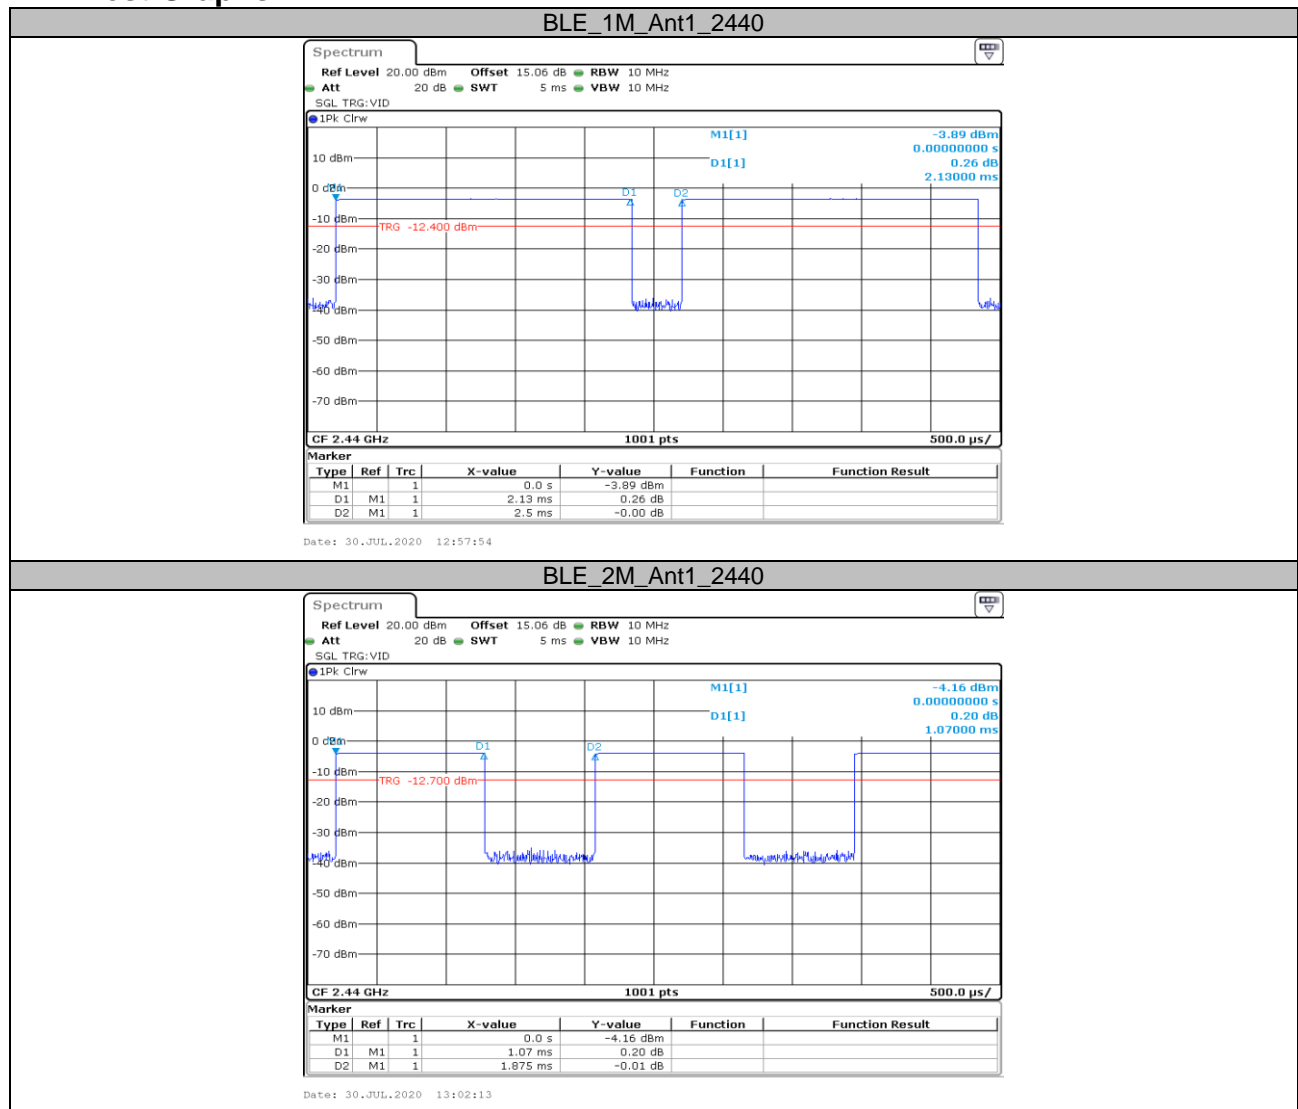 BLE_1M_Ant1_2440
Spectrum
Ref Level 20.00 dBm Offset 15.06 dB RBW 10 MHz
Att 20 dB SWT 5 ms VBW 10 MHz
SGL TRG:VID
1Pk Clrw
M1[1] -3.89 dBm
0.00000000 s
10 dBm
D1[1] 0.26 dB
2.13000 ms
D1 D2
-10 dBm
TRG -12.400 dBm
-20 dBm
-30 dBm
-40 dBm
-50 dBm
-60 dBm
-70 dBm
CF 2.44 GHz 1001 pts 500.0 µs/
Marker
Type Ref Trc X-value Y-value Function Function Result
M1 1 0.0 s -3.89 dBm
D1 M1 1 2.13 ms 0.26 dB
D2 M1 1 2.5 ms -0.00 dB
Date: 30.JUL.2020 12:57:54
BLE_2M_Ant1_2440
Spectrum
Ref Level 20.00 dBm Offset 15.06 dB RBW 10 MHz
Att 20 dB SWT 5 ms VBW 10 MHz
SGL TRG:VID
1Pk Clrw
M1[1] -4.16 dBm
0.00000000 s
10 dBm
D1[1] 0.20 dB
1.07000 ms
D1 D2
-10 dBm
TRG -12.700 dBm
-20 dBm
-30 dBm
-40 dBm
-50 dBm
-60 dBm
-70 dBm
CF 2.44 GHz 1001 pts 500.0 µs/
Marker
Type Ref Trc X-value Y-value Function Function Result
M1 1 0.0 s -4.16 dBm
D1 M1 1 1.07 ms 0.20 dB
D2 M1 1 1.875 ms -0.01 dB
Date: 30.JUL.2020 13:02:13